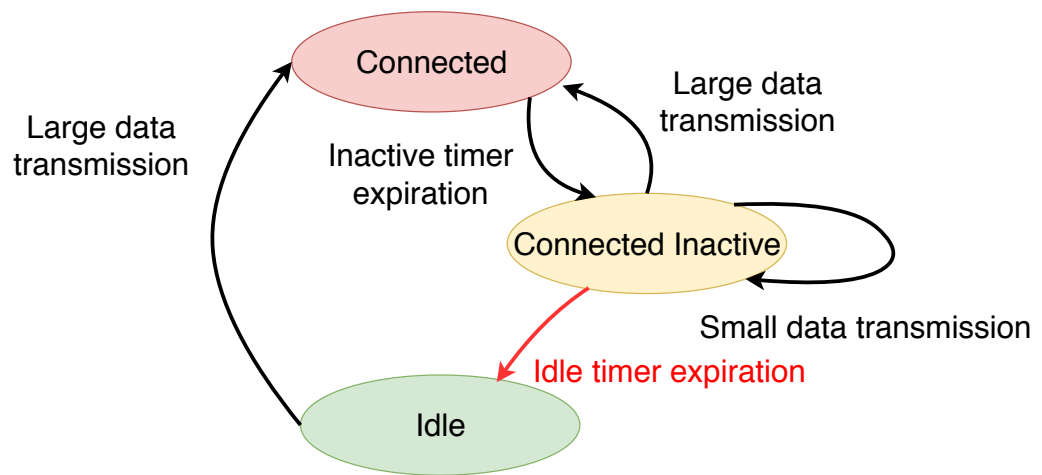 Connected
Large data
transmission
Large data
transmission
Inactive timer
expiration
Connected Inactive
Small data transmission
Idle timer expiration
Idle